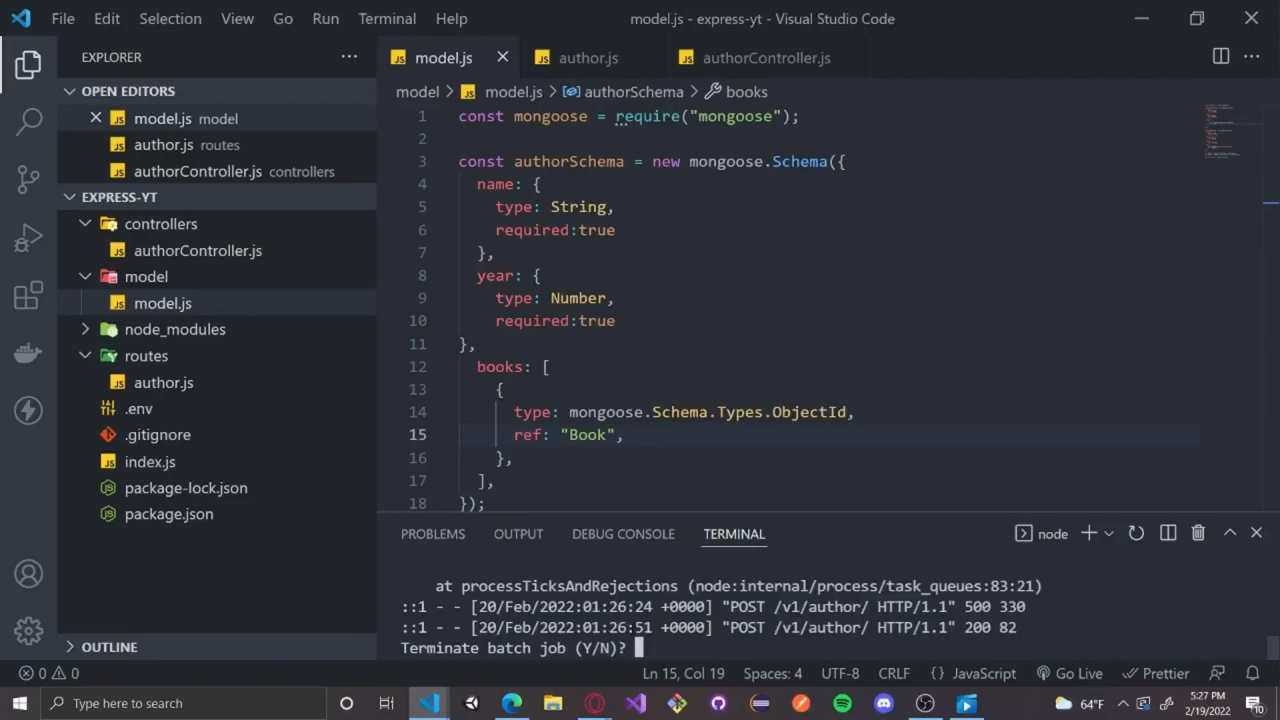 File Edit Selection View Go Run Terminal Help model.js - express-yt - Visual Studio Code
EXPLORER
OPEN EDITORS
model.js model
author.js routes
authorController.js controllers
EXPRESS-YT
controllers
authorController.js
model
model.js
node_modules
routes
author.js
.env
.gitignore
index.js
package-lock.json
package.json
OUTLINE
model.js author.js authorController.js
model > model.js > authorSchema > books
1 const mongoose = require("mongoose");
2
3 const authorSchema = new mongoose.Schema({
4 name: {
5 type: String,
6 required:true
7 },
8 year: {
9 type: Number,
10 required:true
11 },
12 books: [
13 {
14 type: mongoose.Schema.Types.ObjectId,
15 ref: "Book",
16 },
17 ],
18 });
PROBLEMS OUTPUT DEBUG CONSOLE TERMINAL node
at processTicksAndRejections (node:internal/process/task_queues:83:21)
::1 - - [20/Feb/2022:01:26:24 +0000] "POST /v1/author/ HTTP/1.1" 500 330
::1 - - [20/Feb/2022:01:26:51 +0000] "POST /v1/author/ HTTP/1.1" 200 82
Terminate batch job (Y/N)?
0 0 Ln 15, Col 19 Spaces: 4 UTF-8 CRLF {} JavaScript Go Live Prettier
Type here to search 64°F 5:27 PM
2/19/2022 10